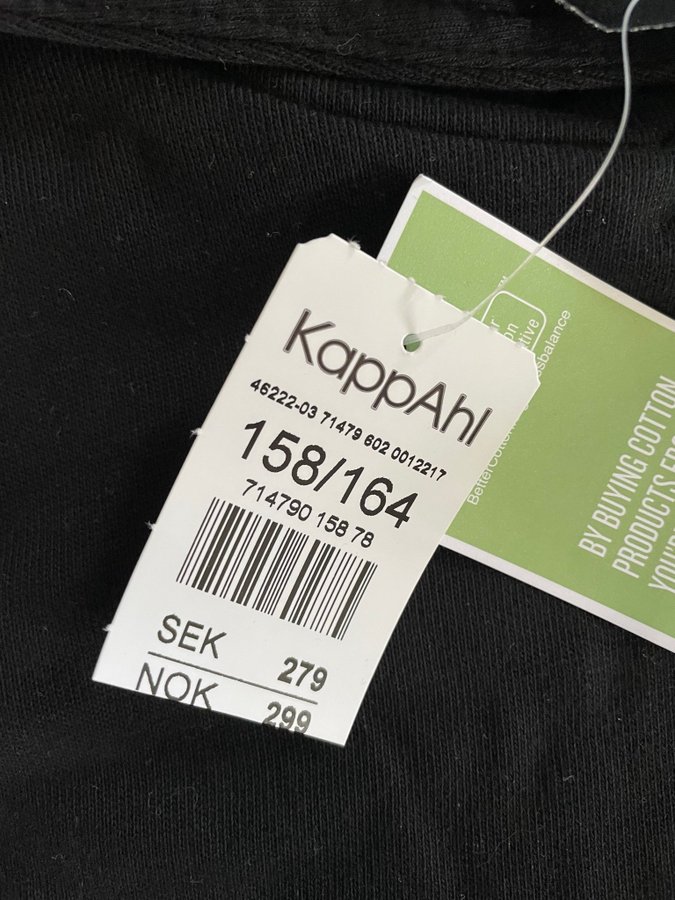 KappAhl
46222-03 71479 602 0012217
158/164
714790 158 78
SEK 279
NOK 299
BY BUYING COTTON
PRODUCTS